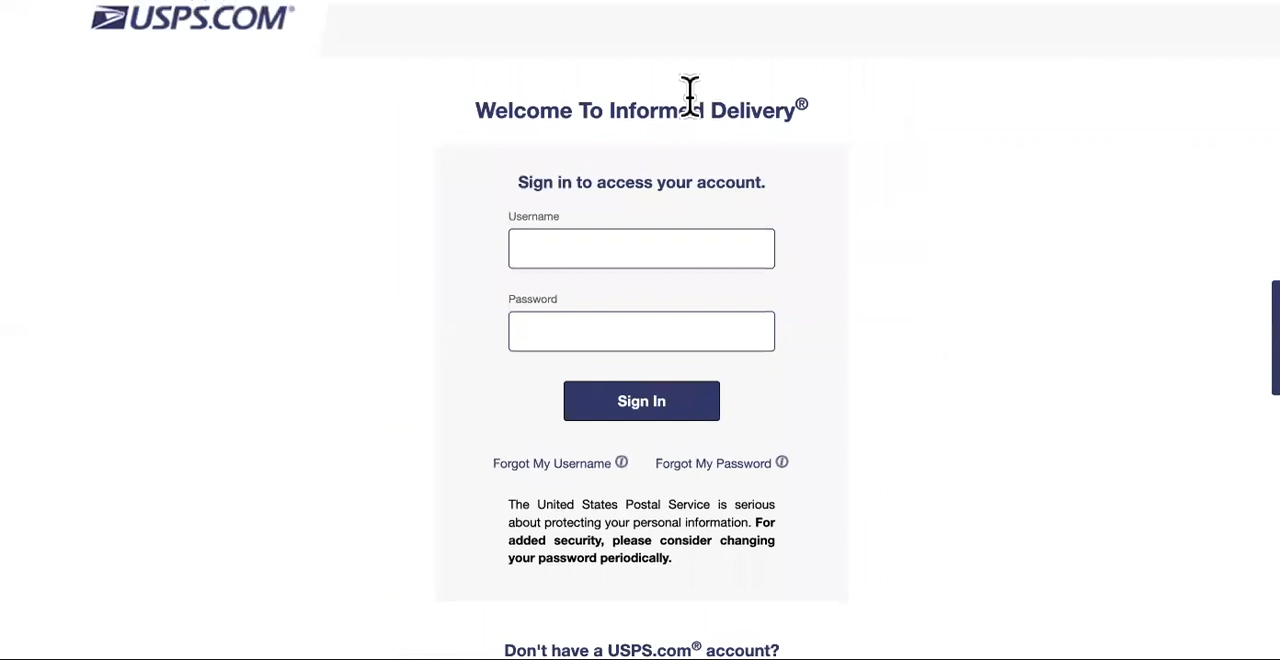 USPS.COM®
Welcome To Informed Delivery®
Sign in to access your account.
Username
Password
Sign In
Forgot My Username
Forgot My Password
The United States Postal Service is serious
about protecting your personal information. For
added security, please consider changing
your password periodically.
Don't have a USPS.com® account?